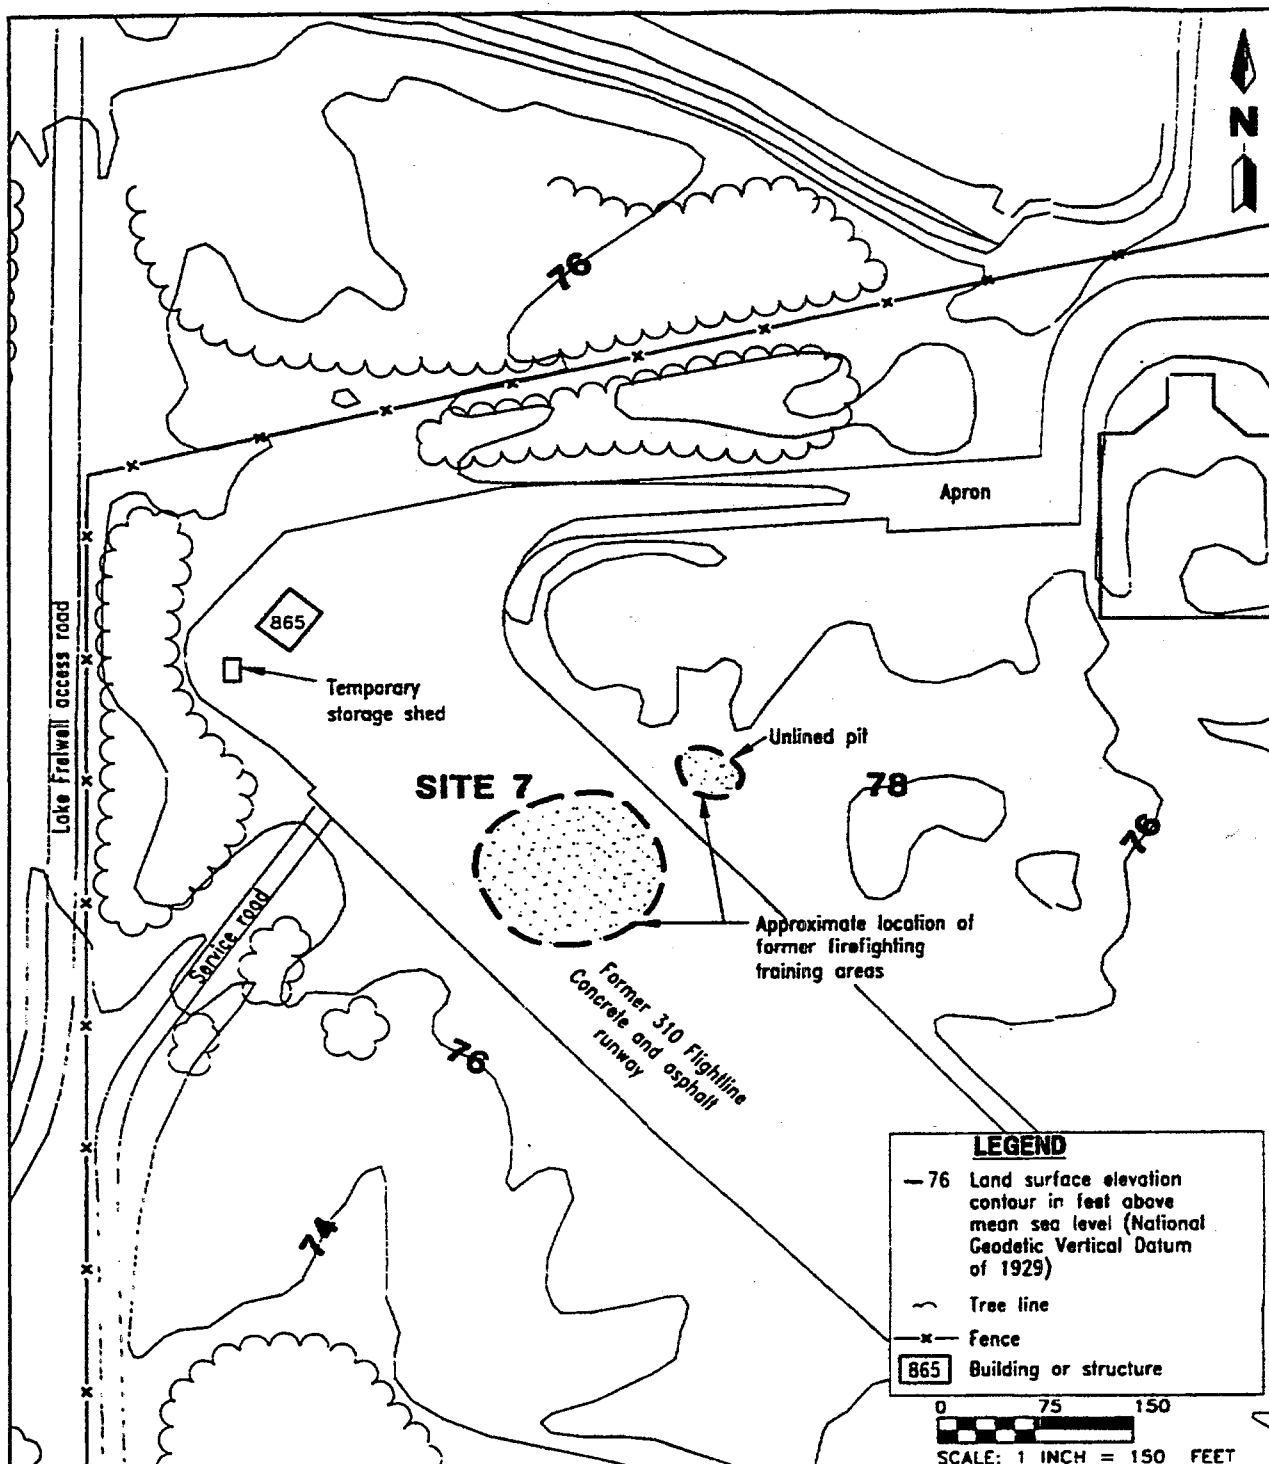 N
76
Apron
865
Lake Fretwell access road
Temporary
storage shed
Unlined pit
SITE 7
78
76
Service road
Approximate location of
former firefighting
training areas
Former 310 Flightline
Concrete and asphalt
runway
76
74
LEGEND
76 Land surface elevation
contour in feet above
mean sea level (National
Geodetic Vertical Datum
of 1929)
Tree line
x Fence
865 Building or structure
0 75 150
SCALE: 1 INCH = 150 FEET